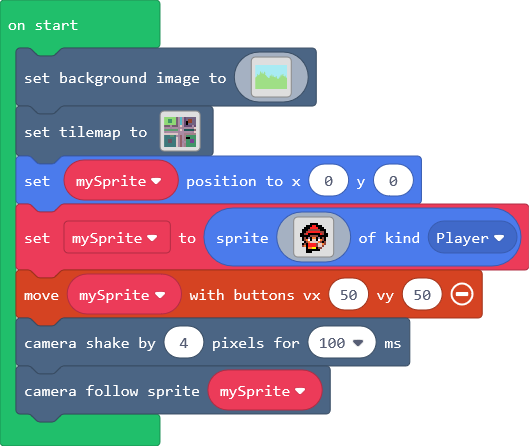 on start
set background image to
set tilemap to
set mySprite position to x 0 y 0
set mySprite to sprite of kind Player
move mySprite with buttons vx 50 vy 50
camera shake by 4 pixels for 100 ms
camera follow sprite mySprite